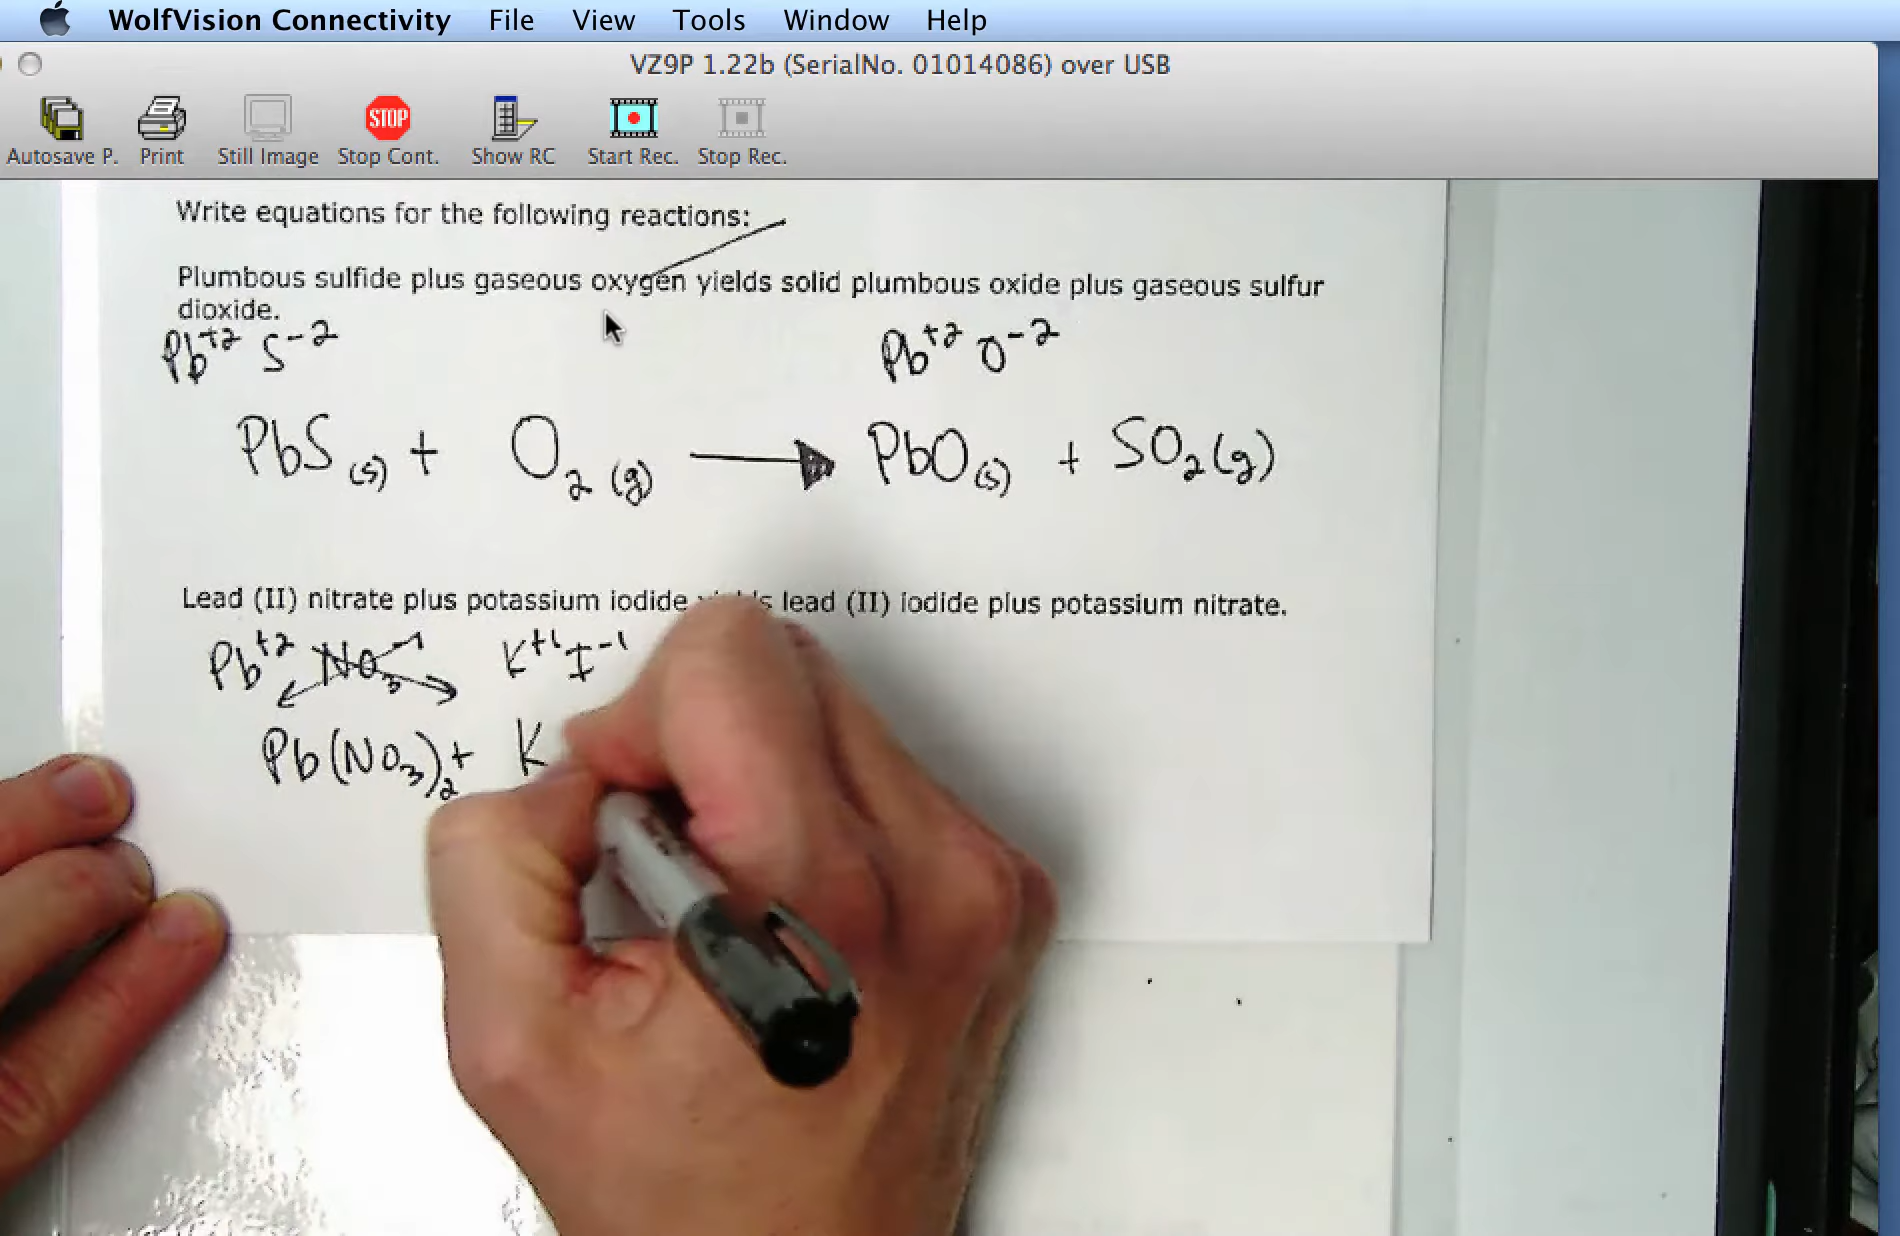 WolfVision Connectivity File View Tools Window Help
VZ9P 1.22b (SerialNo. 01014086) over USB
Autosave P. Print Still Image STOP Stop Cont. Show RC Start Rec. Stop Rec.
Write equations for the following reactions:
Plumbous sulfide plus gaseous oxygen yields solid plumbous oxide plus gaseous sulfur
dioxide.
Pb⁺² S⁻² Pb⁺² O⁻²
PbS (s) + O₂ (g) → PbO (s) + SO₂ (g)
Lead (II) nitrate plus potassium iodide lead (II) iodide plus potassium nitrate.
Pb⁺² NO₃⁻¹ K⁺¹ I⁻¹
Pb(NO₃)₂ + K